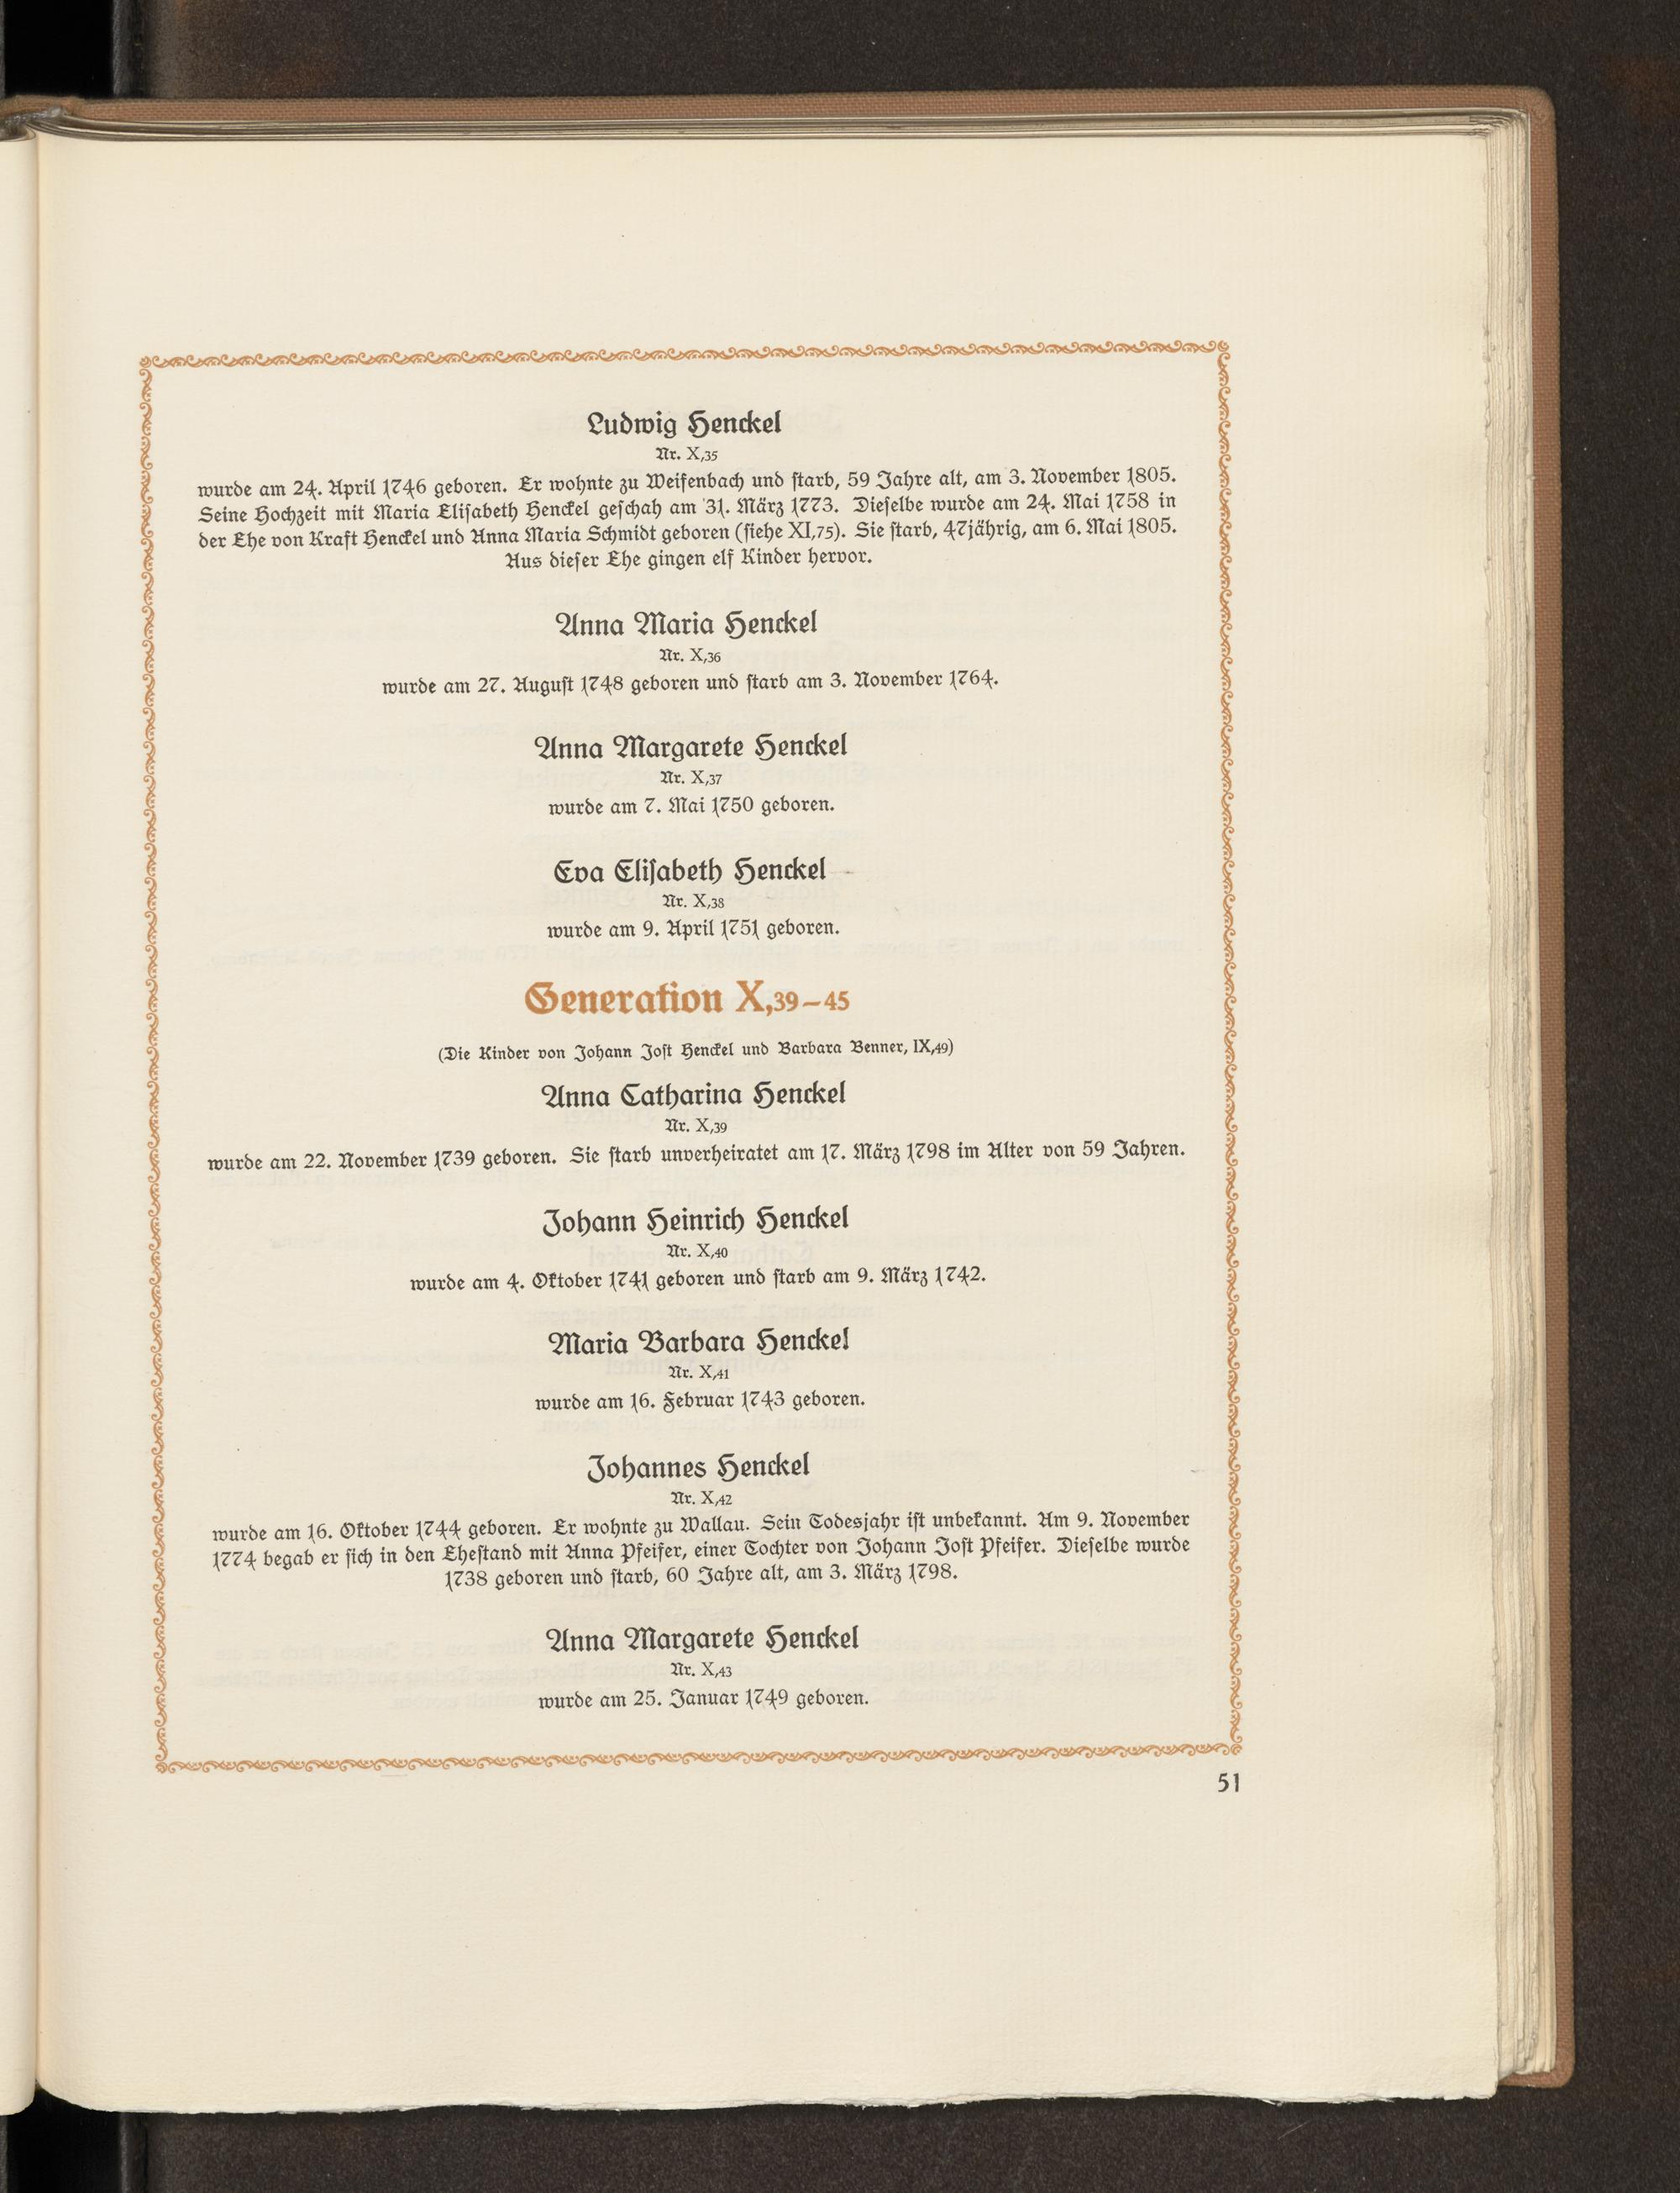 Ludwig Henckel
Nr. X,35
wurde am 24. April 1746 geboren. Er wohnte zu Weifenbach und starb, 59 Jahre alt, am 3. November 1805.
Seine Hochzeit mit Maria Elisabeth Henckel geschah am 31. März 1773. Dieselbe wurde am 24. Mai 1758 in
der Ehe von Kraft Henckel und Anna Maria Schmidt geboren (siehe XI,75). Sie starb, 47jährig, am 6. Mai 1805.
Aus dieser Ehe gingen elf Kinder hervor.
Anna Maria Henckel
Nr. X,36
wurde am 27. August 1748 geboren und starb am 3. November 1764.
Anna Margarete Henckel
Nr. X,37
wurde am 7. Mai 1750 geboren.
Eva Elisabeth Henckel
Nr. X,38
wurde am 9. April 1751 geboren.
Generation X,39–45
(Die Kinder von Johann Jost Henckel und Barbara Benner, IX,49)
Anna Catharina Henckel
Nr. X,39
wurde am 22. November 1739 geboren. Sie starb unverheiratet am 17. März 1798 im Alter von 59 Jahren.
Johann Heinrich Henckel
Nr. X,40
wurde am 4. Oktober 1741 geboren und starb am 9. März 1742.
Maria Barbara Henckel
Nr. X,41
wurde am 16. Februar 1743 geboren.
Johannes Henckel
Nr. X,42
wurde am 16. Oktober 1744 geboren. Er wohnte zu Wallau. Sein Todesjahr ist unbekannt. Am 9. November
1774 begab er sich in den Ehestand mit Anna Pfeifer, einer Tochter von Johann Jost Pfeifer. Dieselbe wurde
1738 geboren und starb, 60 Jahre alt, am 3. März 1798.
Anna Margarete Henckel
Nr. X,43
wurde am 25. Januar 1749 geboren.
51